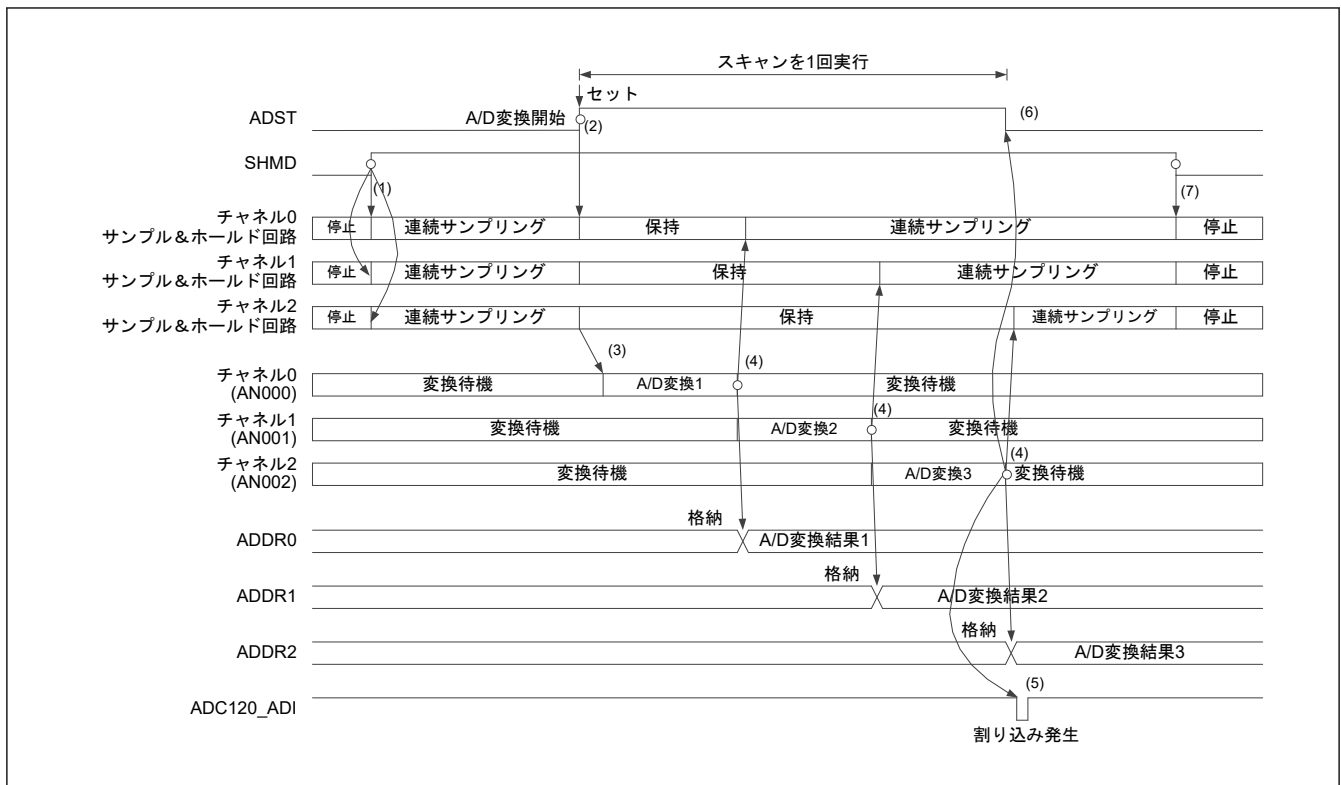 スキャンを1回実行
セット
ADST
A/D変換開始
(2)
(6)
SHMD
(1)
(7)
チャネル0
サンプル＆ホールド回路
停止
連続サンプリング
保持
連続サンプリング
停止
チャネル1
サンプル＆ホールド回路
停止
連続サンプリング
保持
連続サンプリング
停止
チャネル2
サンプル＆ホールド回路
停止
連続サンプリング
保持
連続サンプリング
停止
(3)
(4)
チャネル0
(AN000)
変換待機
A/D変換1
変換待機
(4)
チャネル1
(AN001)
変換待機
A/D変換2
変換待機
(4)
チャネル2
(AN002)
変換待機
A/D変換3
変換待機
格納
ADDR0
A/D変換結果1
格納
ADDR1
A/D変換結果2
格納
ADDR2
A/D変換結果3
(5)
ADC120_ADI
割り込み発生